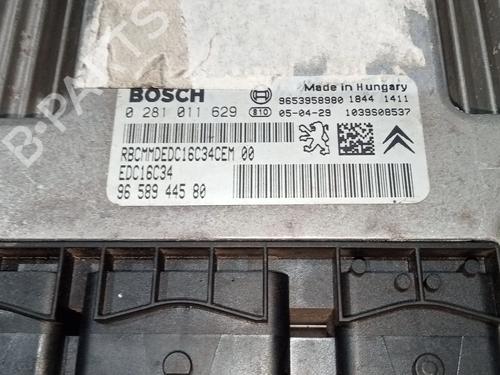 BOSCH
Made in Hungary
0 281 011 629
9653958980 1844 1411
810 05-04-29 1039S08537
RBCMMDEDC16C34CEM 00
EDC16C34
96 589 445 80
B-PARTS